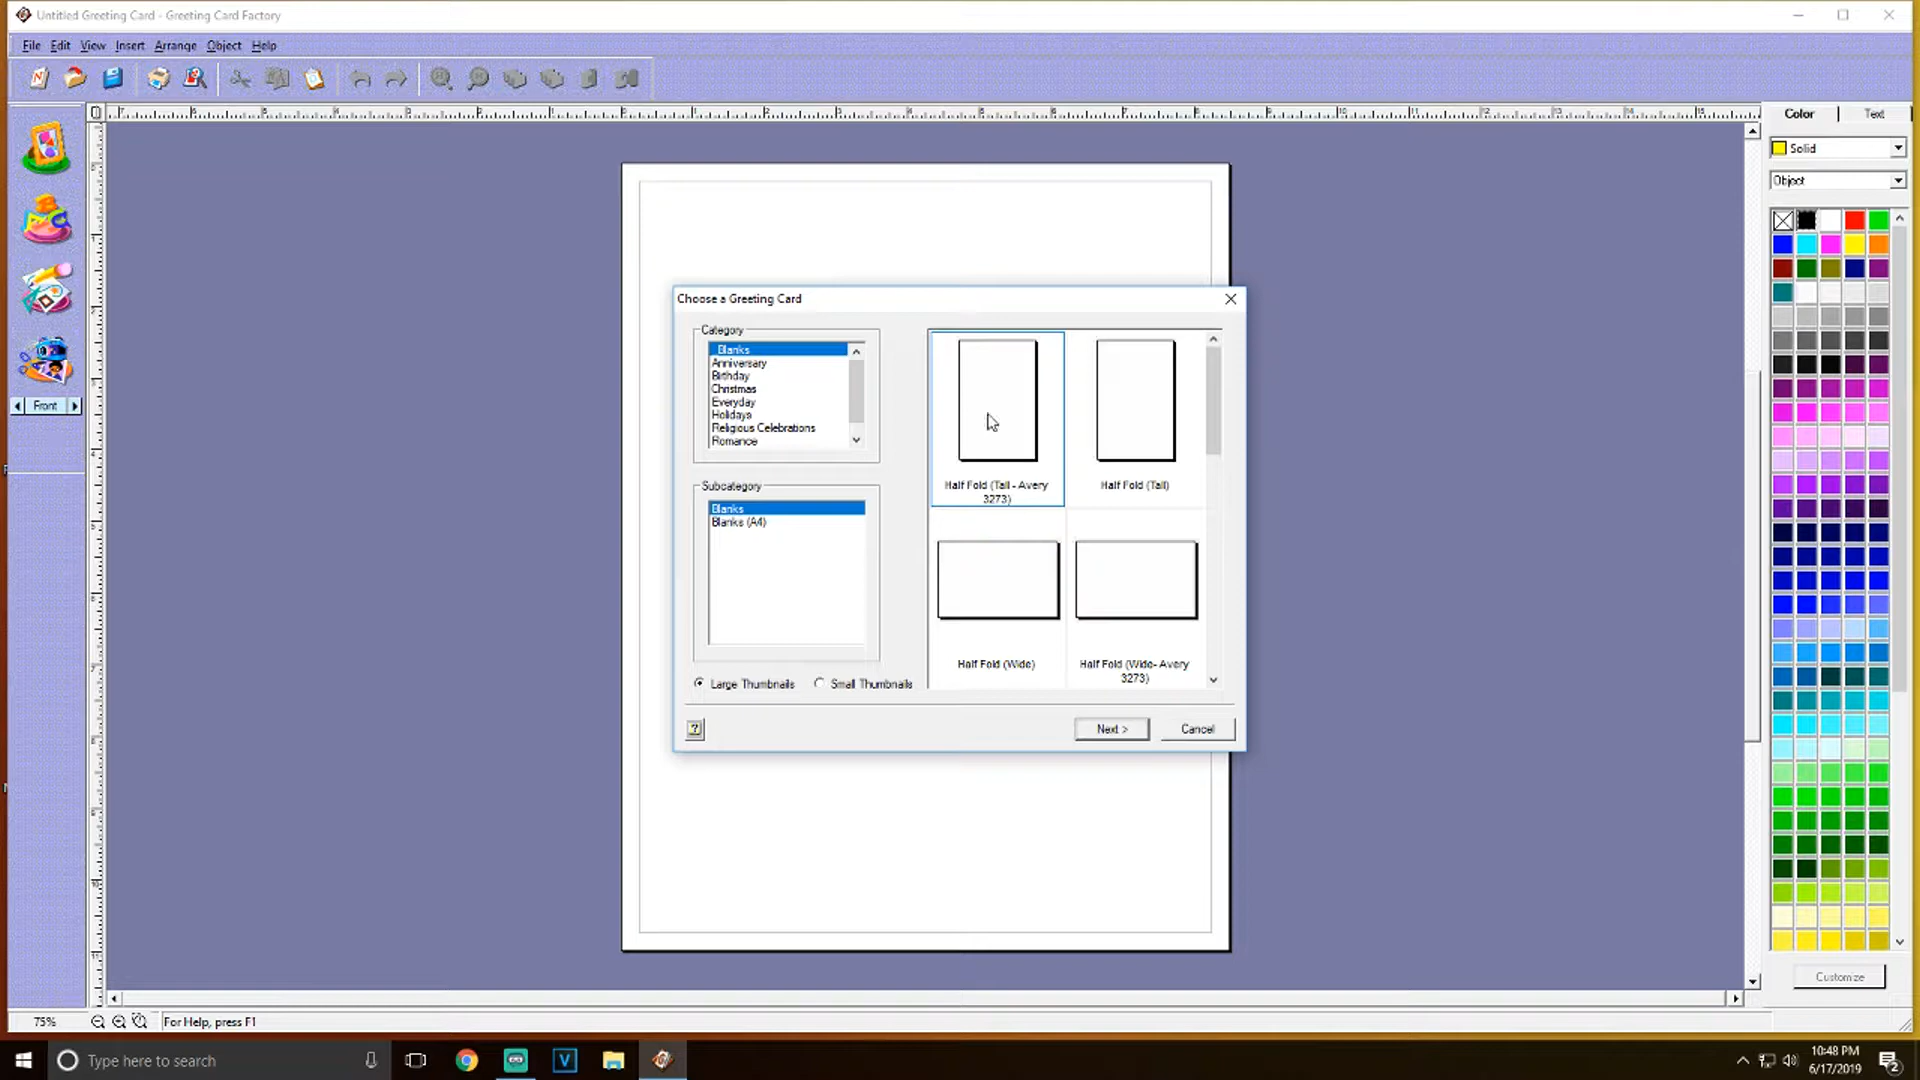 Untitled Greeting Card - Greeting Card Factory
File Edit View Insert Arrange Object Help
Color Text
Solid
Object
Front
Choose a Greeting Card
Category
Blanks
Anniversary
Birthday
Christmas
Everyday
Holidays
Religious Celebrations
Romance
Subcategory
Blanks
Blanks (A4)
Large Thumbnails Small Thumbnails
Half Fold (Tall - Avery
3273)
Half Fold (Tall)
Half Fold (Wide)
Half Fold (Wide- Avery
3273)
Next > Cancel
Customize
75% For Help, press F1
Type here to search
10:48 PM
6/17/2019
2